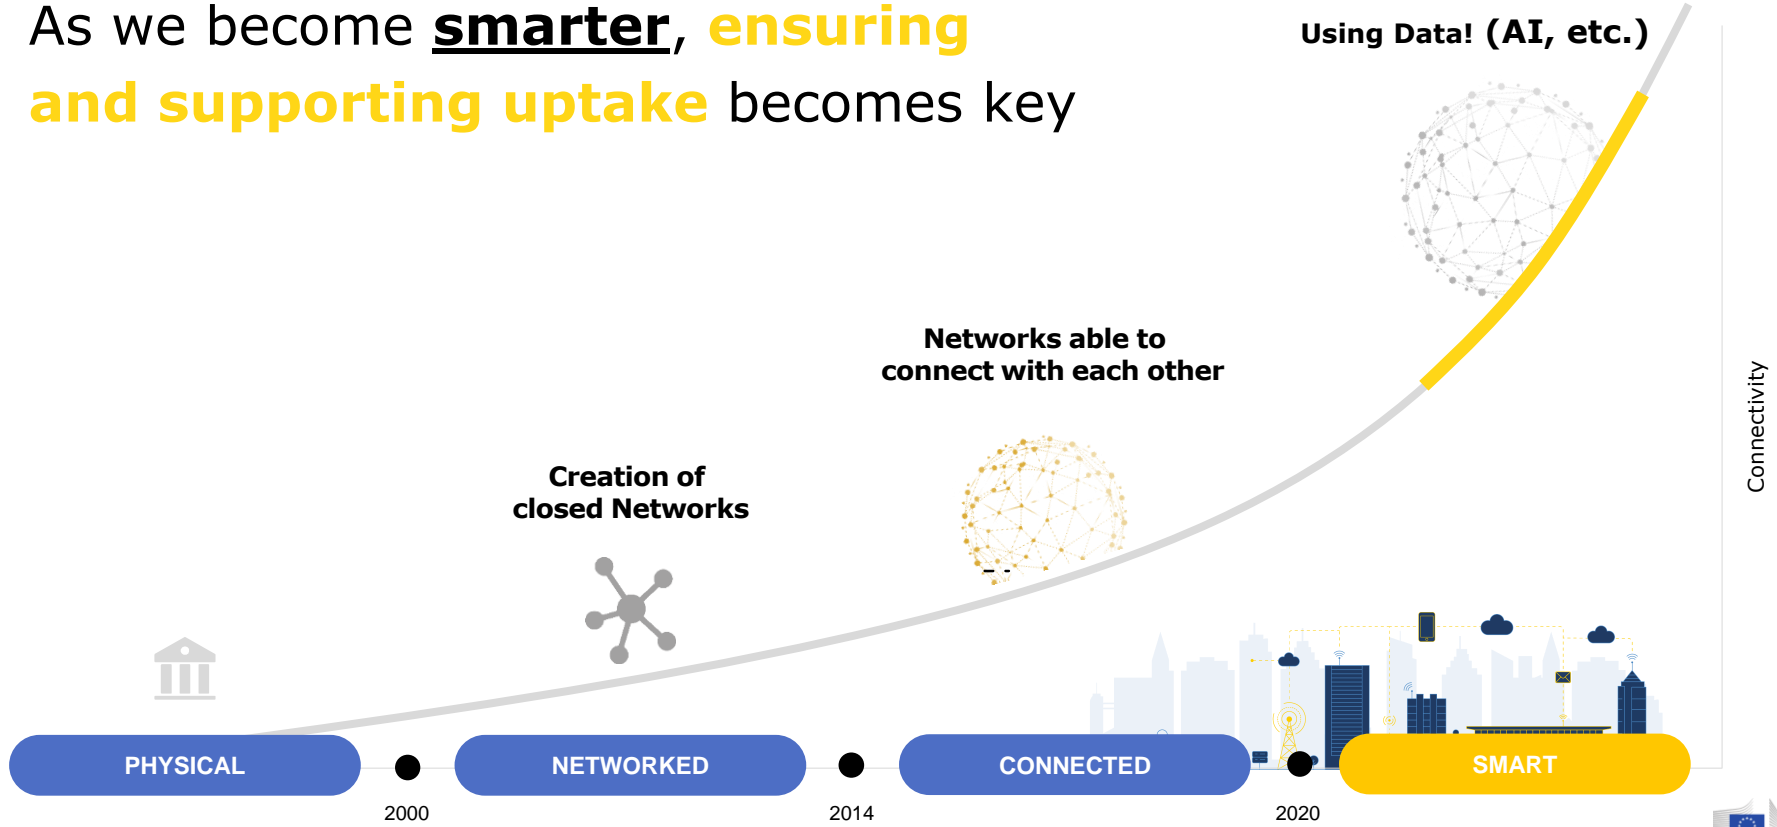 As we become smarter, ensuring
and supporting uptake becomes key
Using Data! (AI, etc.)
Networks able to
connect with each other
Connectivity
Creation of
closed Networks
PHYSICAL
NETWORKED
CONNECTED
SMART
2000
2014
2020